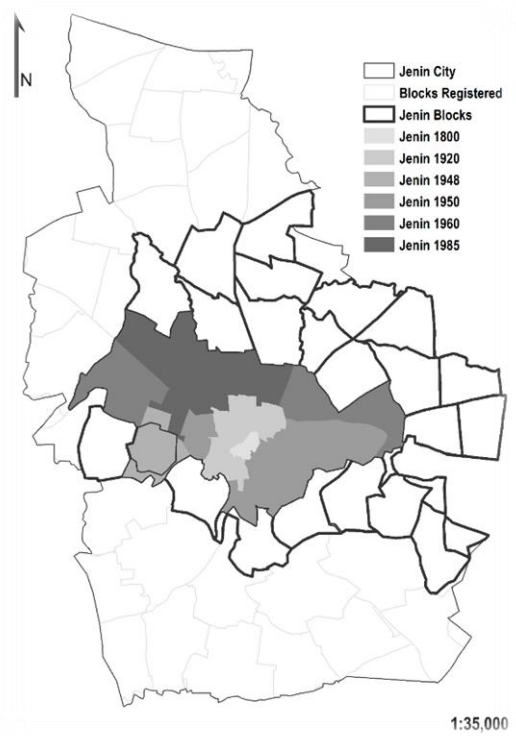 N
Jenin City
Blocks Registered
Jenin Blocks
Jenin 1800
Jenin 1920
Jenin 1948
Jenin 1950
Jenin 1960
Jenin 1985
1:35,000